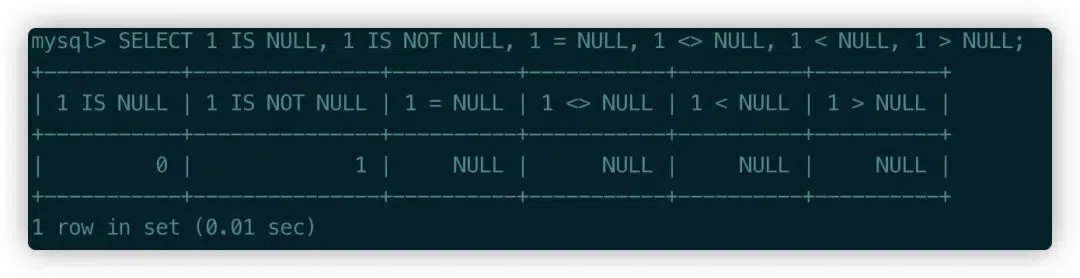 mysql> SELECT 1 IS NULL, 1 IS NOT NULL, 1 = NULL, 1 <> NULL, 1 < NULL, 1 > NULL;
+-----------+---------------+----------+-----------+----------+----------+
| 1 IS NULL | 1 IS NOT NULL | 1 = NULL | 1 <> NULL | 1 < NULL | 1 > NULL |
+-----------+---------------+----------+-----------+----------+----------+
|         0 |             1 |     NULL |      NULL |     NULL |     NULL |
+-----------+---------------+----------+-----------+----------+----------+
1 row in set (0.01 sec)